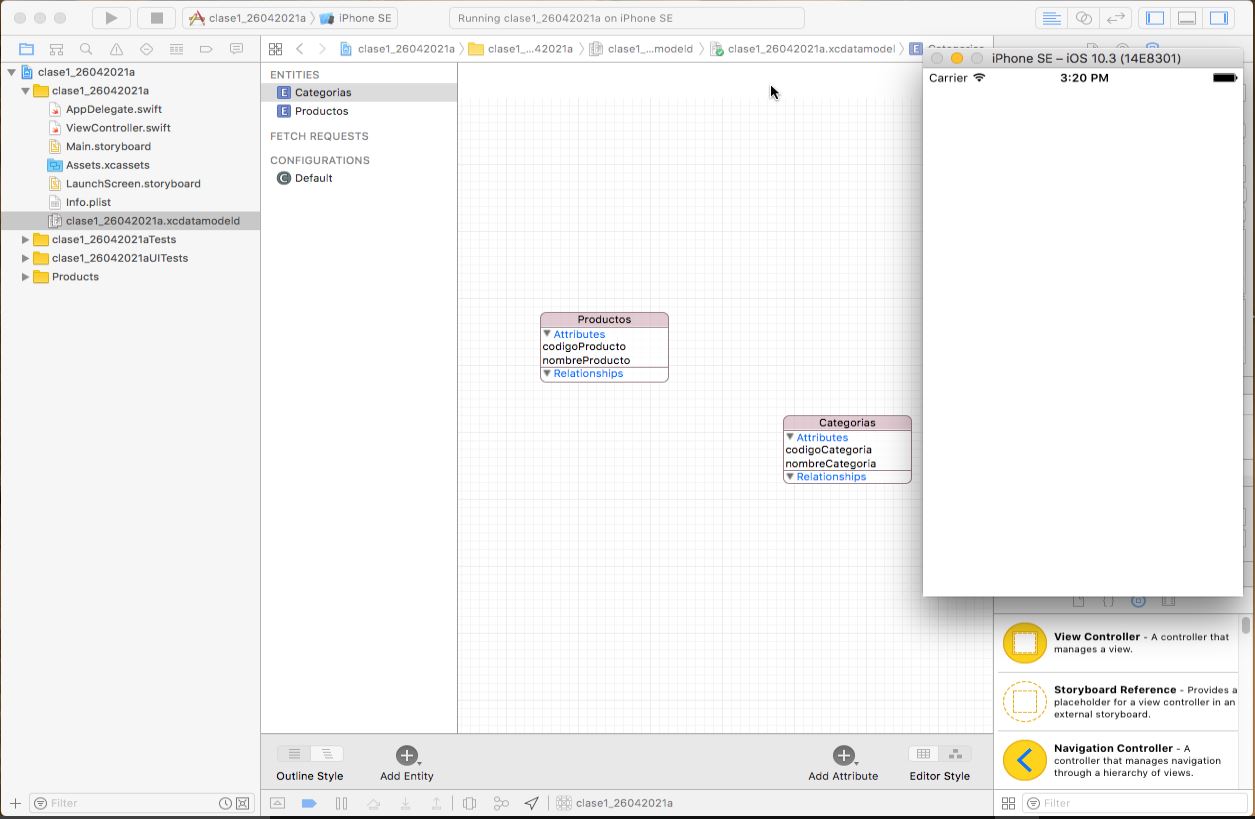 clase1_26042021a
iPhone SE
Running clase1_26042021a on iPhone SE
clase1_26042021a
clase1_...42021a
clase1_...modeld
clase1_26042021a.xcdatamodel
E
clase1_26042021a
clase1_26042021a
AppDelegate.swift
ViewController.swift
Main.storyboard
Assets.xcassets
LaunchScreen.storyboard
Info.plist
clase1_26042021a.xcdatamodeld
clase1_26042021aTests
clase1_26042021aUITests
Products
ENTITIES
E Categorias
E Productos
FETCH REQUESTS
CONFIGURATIONS
C Default
Productos
Attributes
codigoProducto
nombreProducto
Relationships
Categorias
Attributes
codigoCategoria
nombreCategoria
Relationships
iPhone SE – iOS 10.3 (14E8301)
Carrier 3:20 PM
View Controller - A controller that
manages a view.
Storyboard Reference - Provides a
placeholder for a view controller in an
external storyboard.
Navigation Controller - A
controller that manages navigation
through a hierarchy of views.
Outline Style
Add Entity
Add Attribute
Editor Style
Filter
clase1_26042021a
Filter